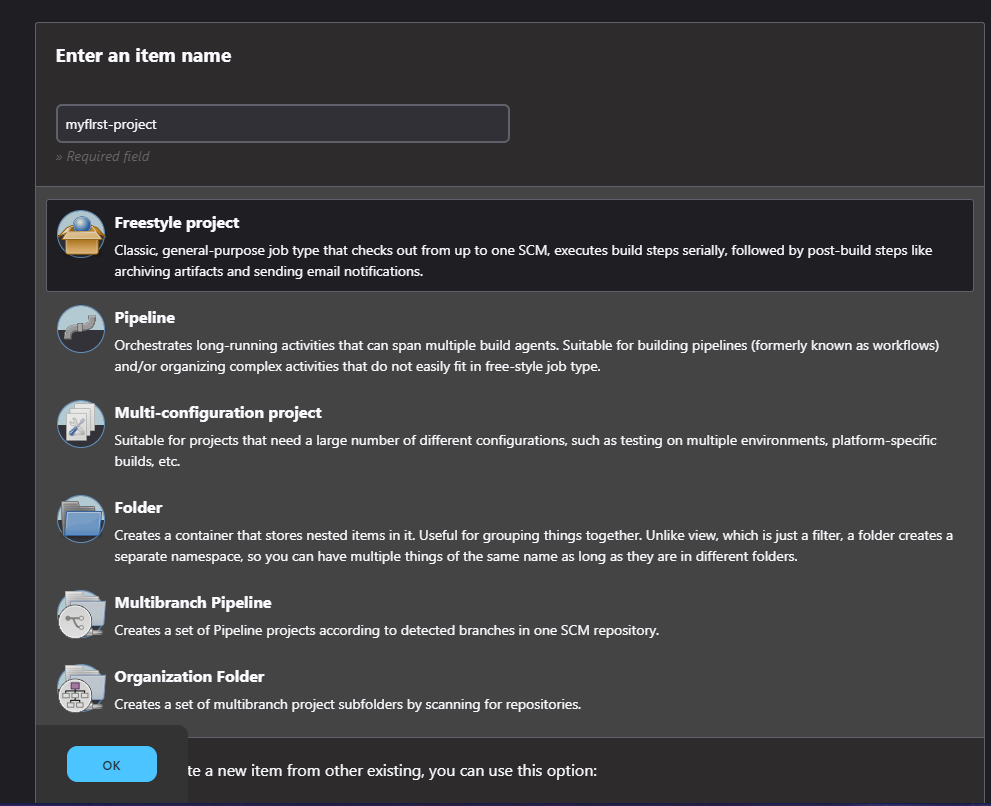 Enter an item name
myfIrst-project
» Required field
Freestyle project
Classic, general-purpose job type that checks out from up to one SCM, executes build steps serially, followed by post-build steps like
archiving artifacts and sending email notifications.
Pipeline
Orchestrates long-running activities that can span multiple build agents. Suitable for building pipelines (formerly known as workflows)
and/or organizing complex activities that do not easily fit in free-style job type.
Multi-configuration project
Suitable for projects that need a large number of different configurations, such as testing on multiple environments, platform-specific
builds, etc.
Folder
Creates a container that stores nested items in it. Useful for grouping things together. Unlike view, which is just a filter, a folder creates a
separate namespace, so you can have multiple things of the same name as long as they are in different folders.
Multibranch Pipeline
Creates a set of Pipeline projects according to detected branches in one SCM repository.
Organization Folder
Creates a set of multibranch project subfolders by scanning for repositories.
OK
te a new item from other existing, you can use this option: